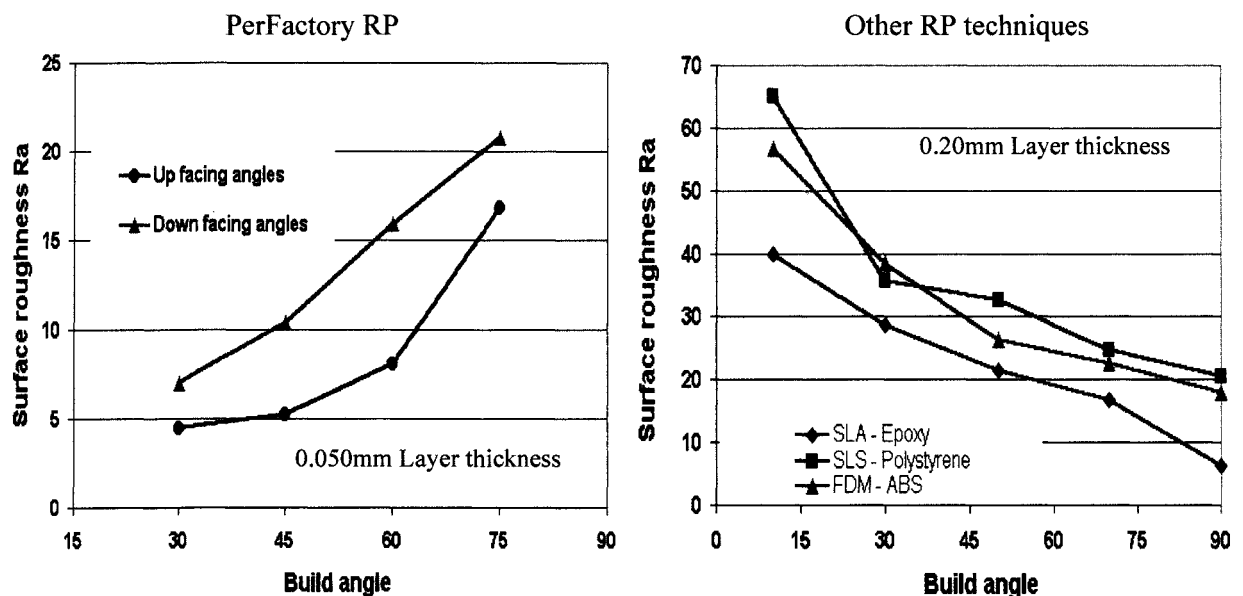 PerFactory RP
25
20
15
10
5
0
15
30
45
60
75
90
Surface roughness Ra
Build angle
Up facing angles
Down facing angles
0.050mm Layer thickness
Other RP techniques
70
60
50
40
30
20
10
0
0
15
30
45
60
75
90
Surface roughness Ra
Build angle
0.20mm Layer thickness
SLA - Epoxy
SLS - Polystyrene
FDM - ABS